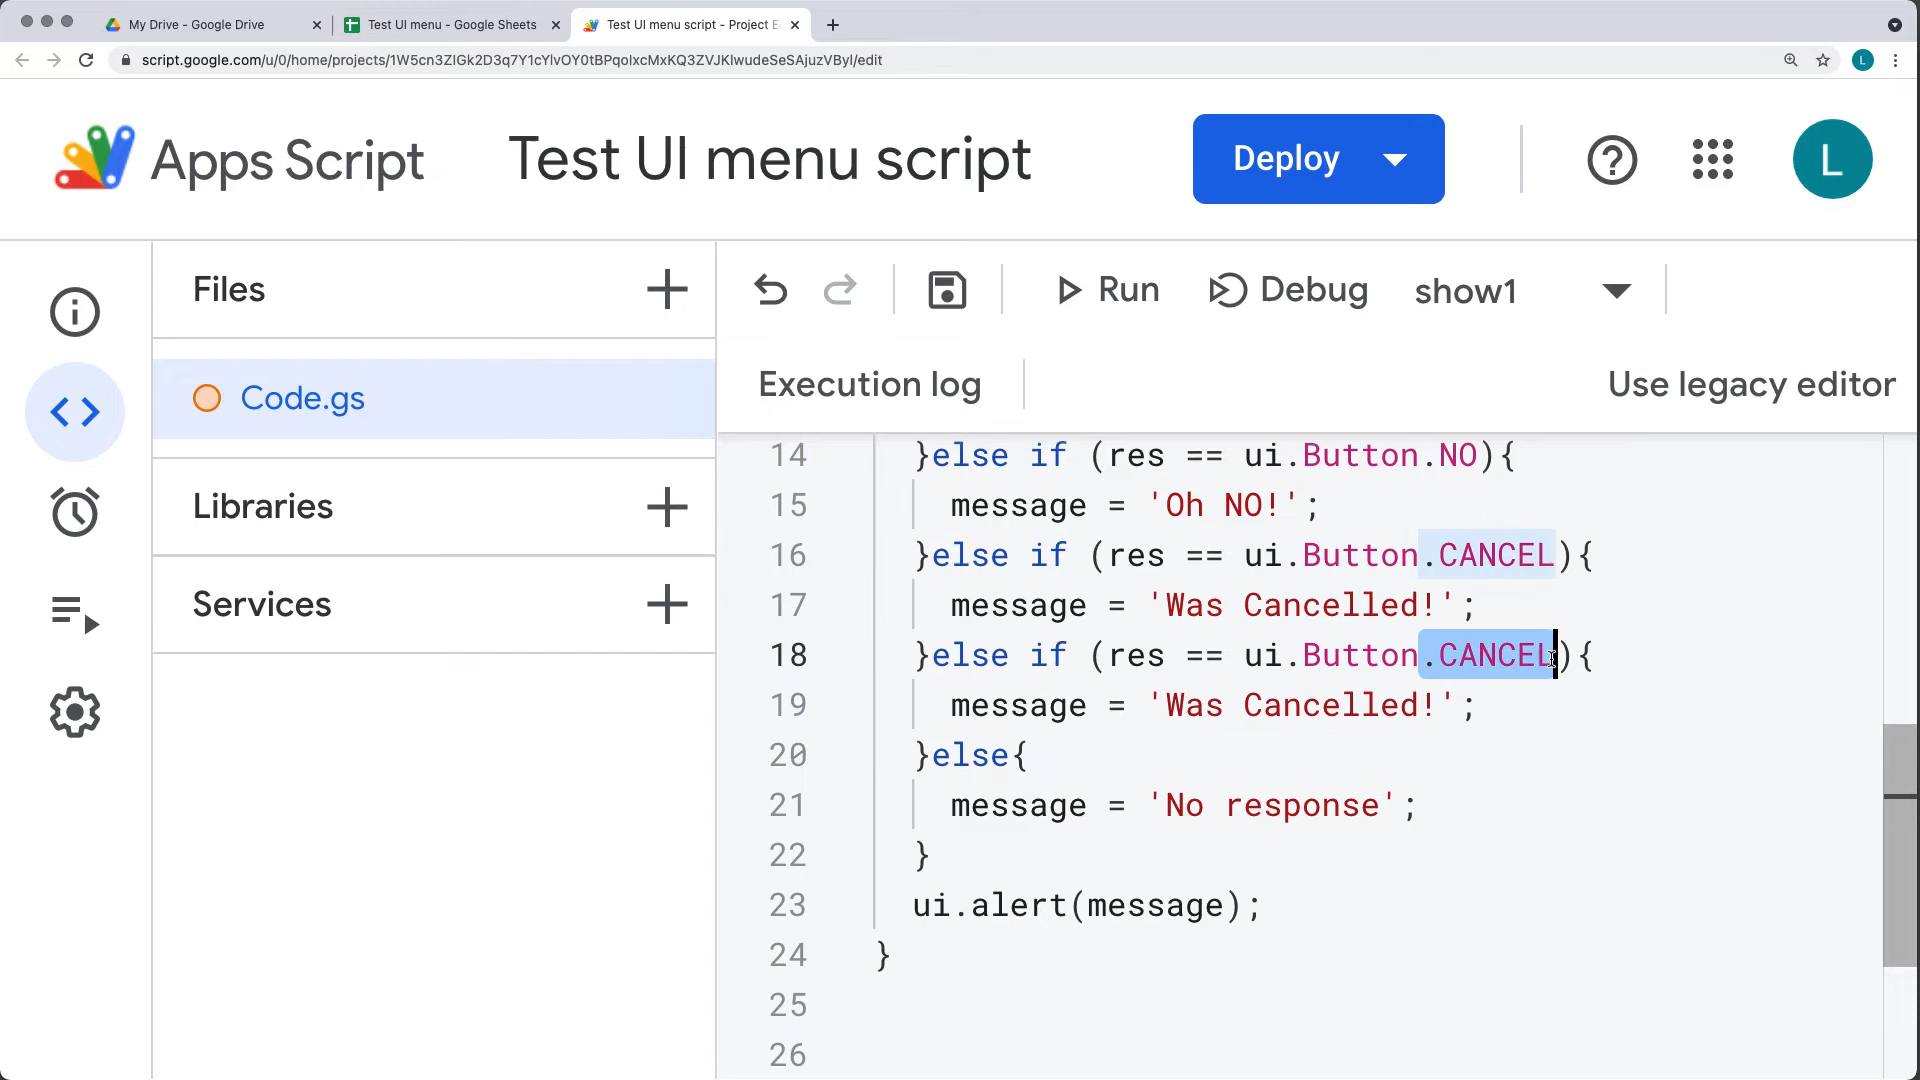 My Drive - Google Drive
Test UI menu - Google Sheets
Test UI menu script - Project E
script.google.com/u/0/home/projects/1W5cn3ZlGk2D3q7Y1cYlvOY0tBPqolxcMxKQ3ZVJKlwudeSeSAjuzVByl/edit
L
Apps Script
Test UI menu script
Deploy
L
Files
Run
Debug
show1
Code.gs
Execution log
Use legacy editor
Libraries
Services
14 }else if (res == ui.Button.NO){
15 message = 'Oh NO!';
16 }else if (res == ui.Button.CANCEL){
17 message = 'Was Cancelled!';
18 }else if (res == ui.Button.CANCEL){
19 message = 'Was Cancelled!';
20 }else{
21 message = 'No response';
22 }
23 ui.alert(message);
24 }
25
26